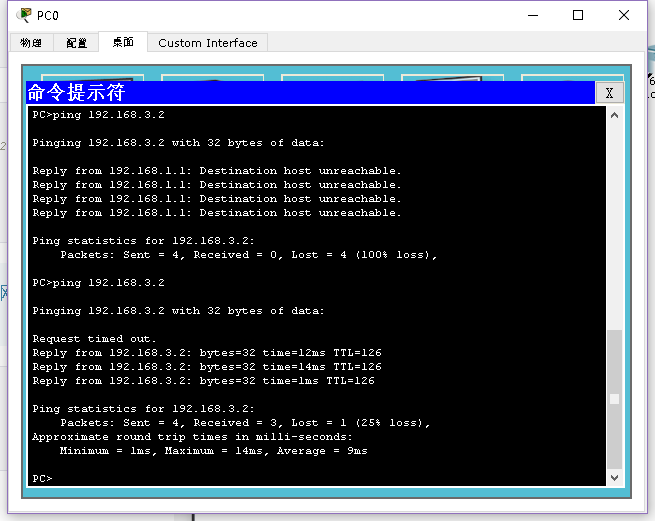 PC0
物理 配置 桌面 Custom Interface
命令提示符 X
PC>ping 192.168.3.2
Pinging 192.168.3.2 with 32 bytes of data:
Reply from 192.168.1.1: Destination host unreachable.
Reply from 192.168.1.1: Destination host unreachable.
Reply from 192.168.1.1: Destination host unreachable.
Reply from 192.168.1.1: Destination host unreachable.
Ping statistics for 192.168.3.2:
Packets: Sent = 4, Received = 0, Lost = 4 (100% loss),
PC>ping 192.168.3.2
Pinging 192.168.3.2 with 32 bytes of data:
Request timed out.
Reply from 192.168.3.2: bytes=32 time=12ms TTL=126
Reply from 192.168.3.2: bytes=32 time=14ms TTL=126
Reply from 192.168.3.2: bytes=32 time=1ms TTL=126
Ping statistics for 192.168.3.2:
Packets: Sent = 4, Received = 3, Lost = 1 (25% loss),
Approximate round trip times in milli-seconds:
Minimum = 1ms, Maximum = 14ms, Average = 9ms
PC>